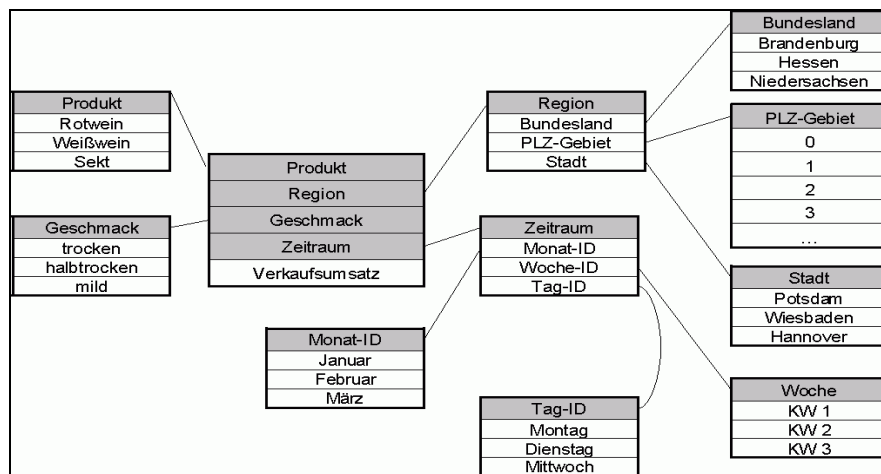 Produkt
Rotwein
Weißwein
Sekt
Geschmack
trocken
halbtrocken
mild
Produkt
Region
Geschmack
Zeitraum
Verkaufsumsatz
Region
Bundesland
PLZ-Gebiet
Stadt
Zeitraum
Monat-ID
Woche-ID
Tag-ID
Monat-ID
Januar
Februar
März
Tag-ID
Montag
Dienstag
Mittwoch
Bundesland
Brandenburg
Hessen
Niedersachsen
PLZ-Gebiet
0
1
2
3
...
Stadt
Potsdam
Wiesbaden
Hannover
Woche
KW 1
KW 2
KW 3